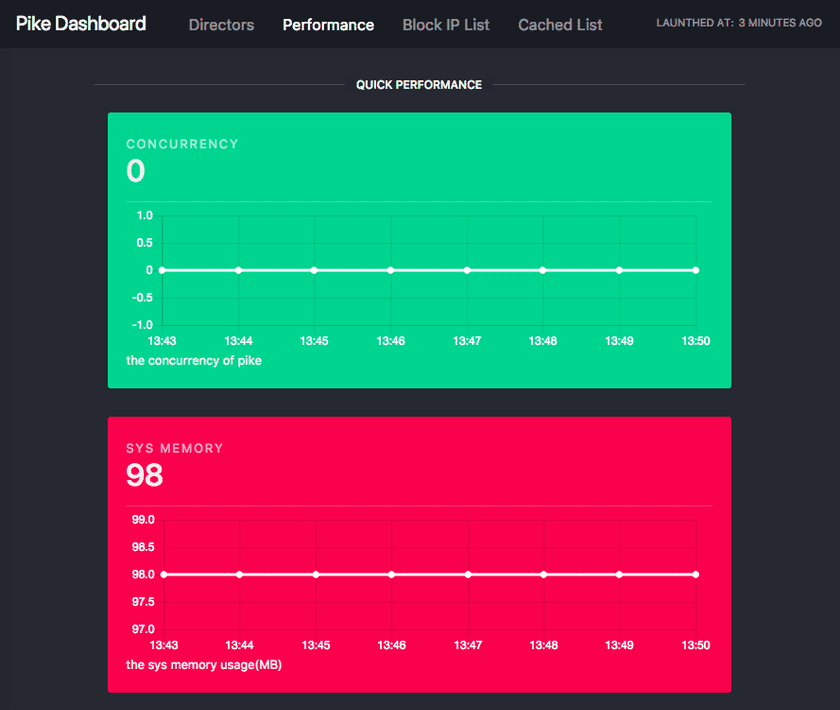 Pike Dashboard Directors Performance Block IP List Cached List LAUNTHED AT: 3 MINUTES AGO
QUICK PERFORMANCE
CONCURRENCY
0
1.0
0.5
0
-0.5
-1.0
13:43 13:44 13:45 13:46 13:47 13:48 13:49 13:50
the concurrency of pike
SYS MEMORY
98
99.0
98.5
98.0
97.5
97.0
13:43 13:44 13:45 13:46 13:47 13:48 13:49 13:50
the sys memory usage(MB)